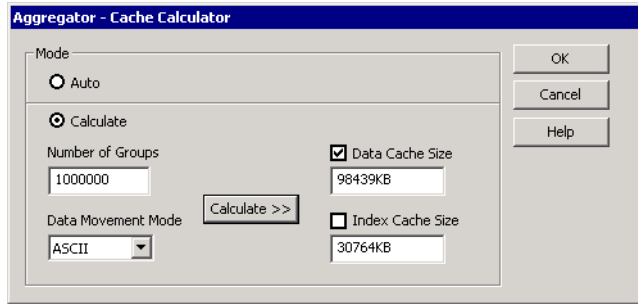 Aggregator - Cache Calculator
Mode
Auto
OK
Cancel
Help
Calculate
Number of Groups
1000000
Data Movement Mode
ASCII
Calculate >>
Data Cache Size
98439KB
Index Cache Size
30764KB